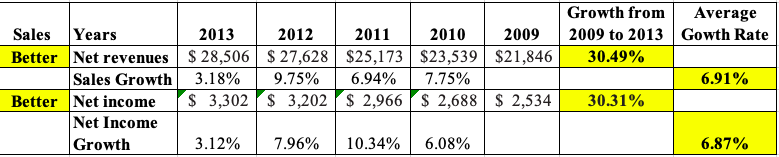 Growth from Average
Sales Years 2013 2012 2011 2010 2009 2009 to 2013 Gowth Rate
Better Net revenues $ 28,506 $ 27,628 $25,173 $23,539 $21,846 30.49%
Sales Growth 3.18% 9.75% 6.94% 7.75% 6.91%
Better Net income $ 3,302 $ 3,202 $ 2,966 $ 2,688 $ 2,534 30.31%
Net Income
Growth 3.12% 7.96% 10.34% 6.08% 6.87%